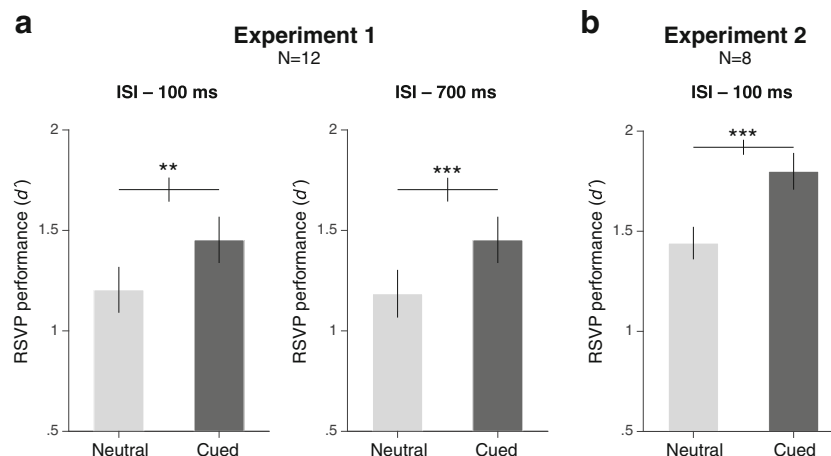 a
Experiment 1
N=12
ISI – 100 ms
ISI – 700 ms
RSVP performance (d´)
2
1.5
1
.5
**
Neutral
Cued
RSVP performance (d´)
2
1.5
1
.5
***
Neutral
Cued
b
Experiment 2
N=8
ISI – 100 ms
RSVP performance (d´)
2
1.5
1
.5
***
Neutral
Cued